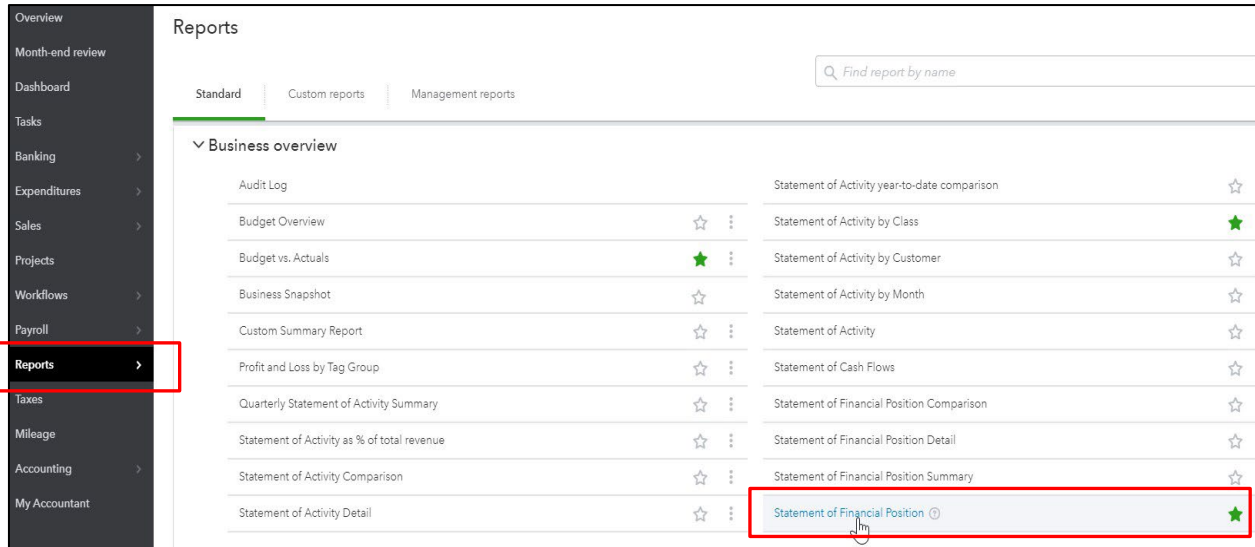 Overview
Month-end review
Dashboard
Tasks
Banking
Expenditures
Sales
Projects
Workflows
Payroll
Reports
Taxes
Mileage
Accounting
My Accountant
Reports
Find report by name
Standard
Custom reports
Management reports
Business overview
Audit Log
Budget Overview
Budget vs. Actuals
Business Snapshot
Custom Summary Report
Profit and Loss by Tag Group
Quarterly Statement of Activity Summary
Statement of Activity as % of total revenue
Statement of Activity Comparison
Statement of Activity Detail
Statement of Activity year-to-date comparison
Statement of Activity by Class
Statement of Activity by Customer
Statement of Activity by Month
Statement of Activity
Statement of Cash Flows
Statement of Financial Position Comparison
Statement of Financial Position Detail
Statement of Financial Position Summary
Statement of Financial Position